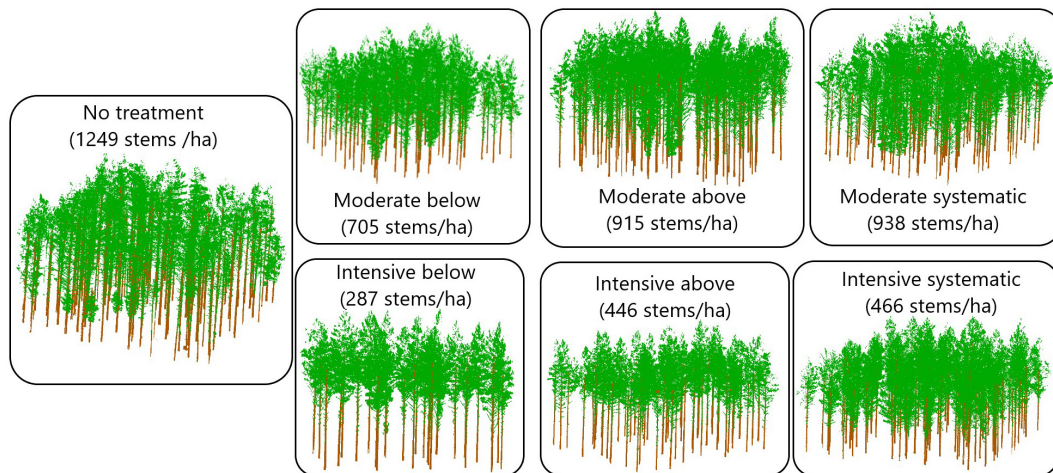 No treatment
(1249 stems /ha)
Moderate below
(705 stems/ha)
Moderate above
(915 stems/ha)
Moderate systematic
(938 stems/ha)
Intensive below
(287 stems/ha)
Intensive above
(446 stems/ha)
Intensive systematic
(466 stems/ha)